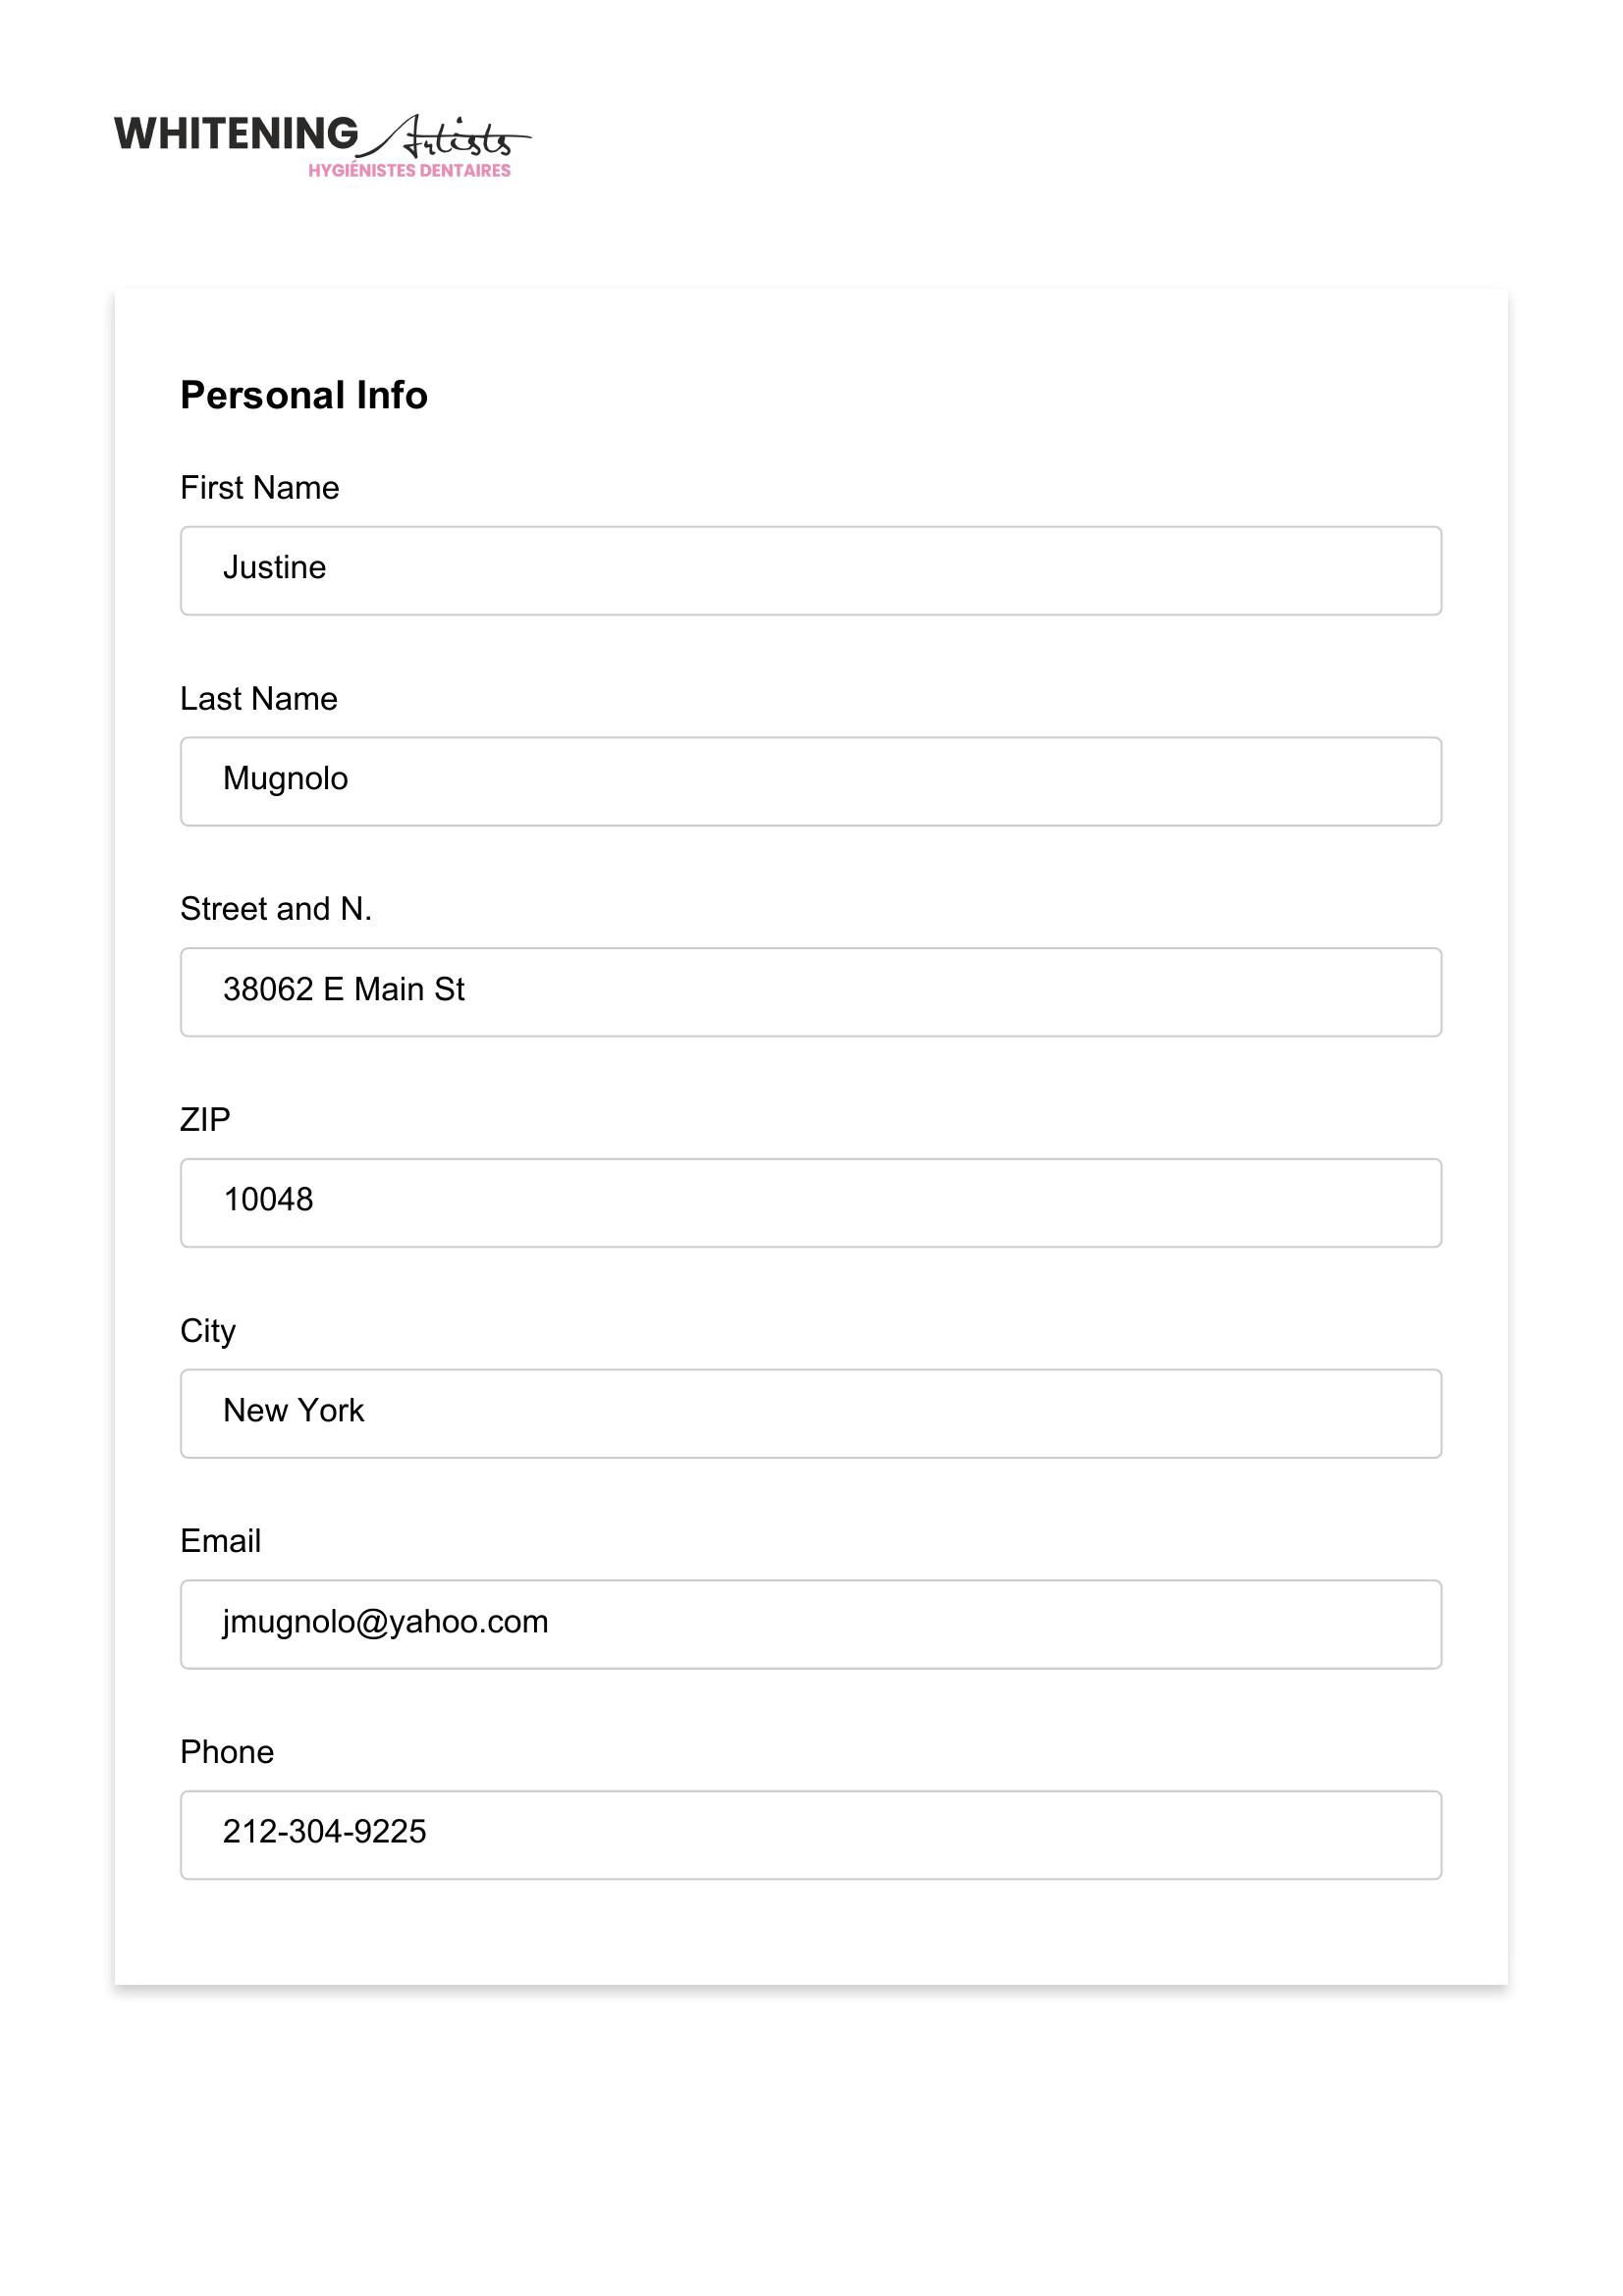 WHITENING Artists
HYGIÉNISTES DENTAIRES
Personal Info
First Name
Justine
Last Name
Mugnolo
Street and N.
38062 E Main St
ZIP
10048
City
New York
Email
jmugnolo@yahoo.com
Phone
212-304-9225